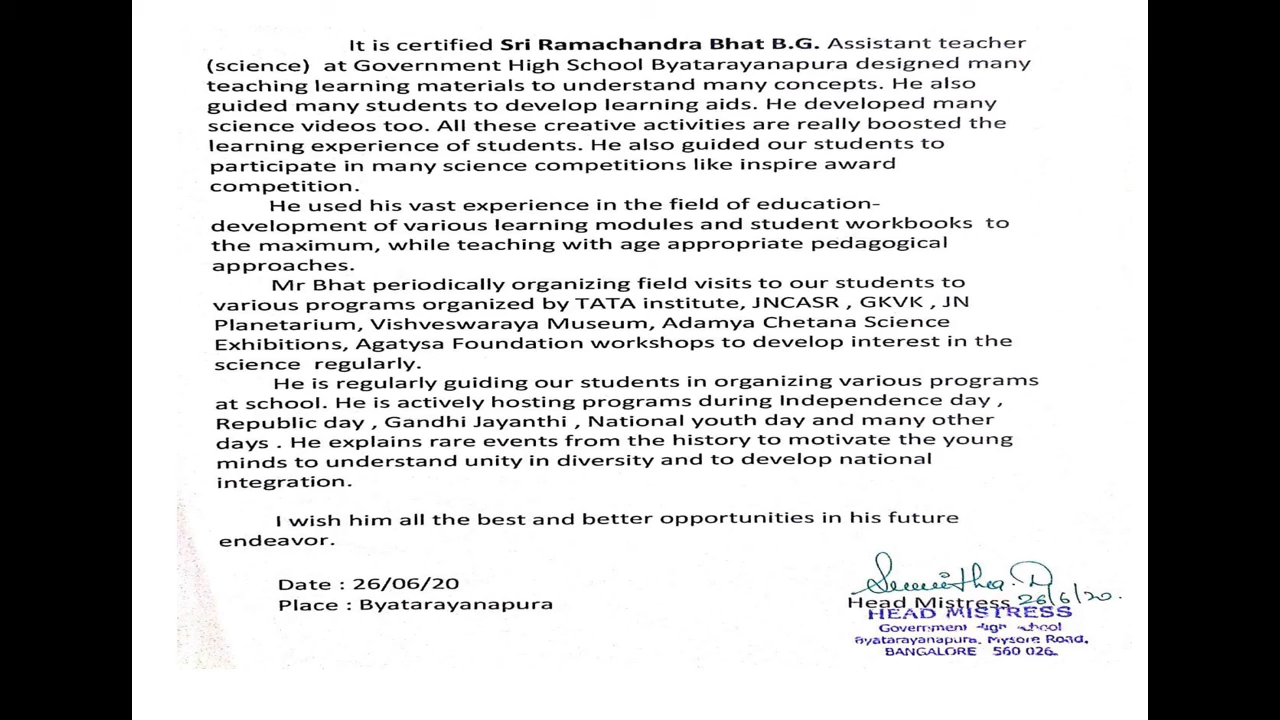 It is certified Sri Ramachandra Bhat B.G. Assistant teacher
(science) at Government High School Byatarayanapura designed many
teaching learning materials to understand many concepts. He also
guided many students to develop learning aids. He developed many
science videos too. All these creative activities are really boosted the
learning experience of students. He also guided our students to
participate in many science competitions like inspire award
competition.
He used his vast experience in the field of education-
development of various learning modules and student workbooks to
the maximum, while teaching with age appropriate pedagogical
approaches.
Mr Bhat periodically organizing field visits to our students to
various programs organized by TATA institute, JNCASR , GKVK , JN
Planetarium, Vishveswaraya Museum, Adamya Chetana Science
Exhibitions, Agatysa Foundation workshops to develop interest in the
science regularly.
He is regularly guiding our students in organizing various programs
at school. He is actively hosting programs during Independence day ,
Republic day , Gandhi Jayanthi , National youth day and many other
days . He explains rare events from the history to motivate the young
minds to understand unity in diversity and to develop national
integration.
I wish him all the best and better opportunities in his future
endeavor.
Date : 26/06/20
Place : Byatarayanapura
Head Mistress 26/6/20.
HEAD MISTRESS
Government High School
Byatarayanapura, Mysore Road,
BANGALORE 560 026.